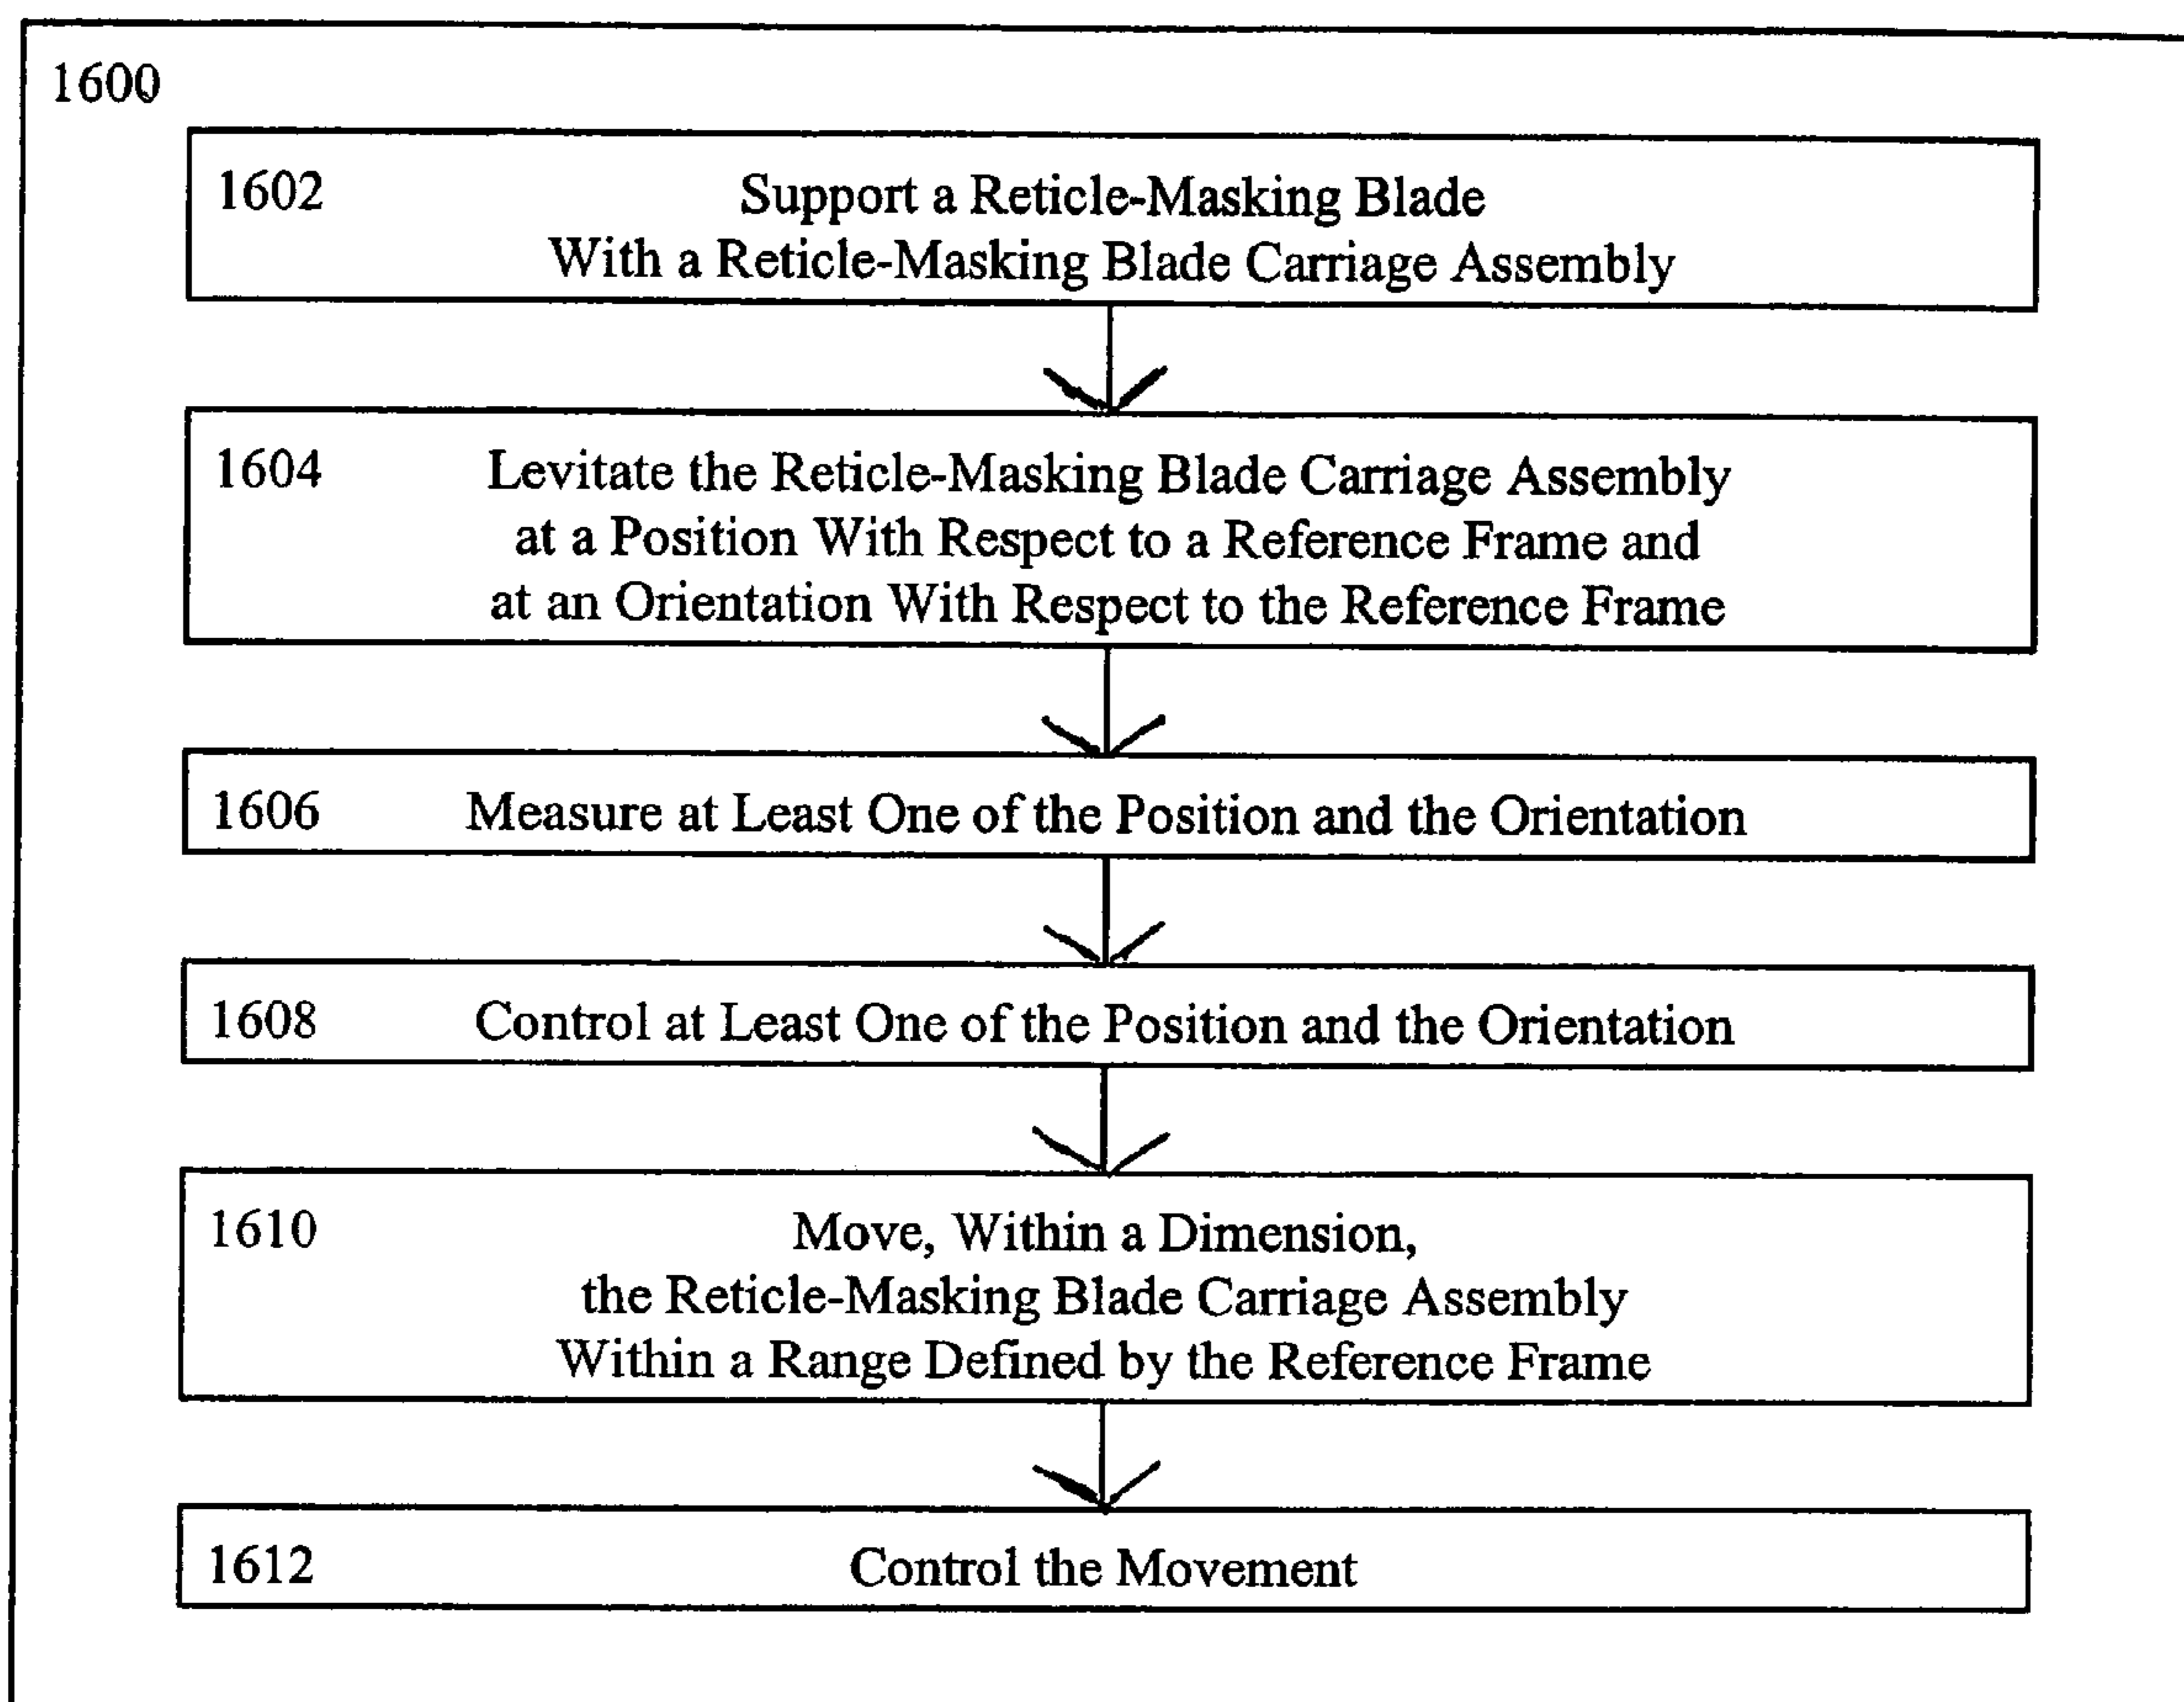 1600
1602
Support a Reticle-Masking Blade
With a Reticle-Masking Blade Carriage Assembly
1604
Levitate the Reticle-Masking Blade Carriage Assembly
at a Position With Respect to a Reference Frame and
at an Orientation With Respect to the Reference Frame
1606
Measure at Least One of the Position and the Orientation
1608
Control at Least One of the Position and the Orientation
1610
Move, Within a Dimension,
the Reticle-Masking Blade Carriage Assembly
Within a Range Defined by the Reference Frame
1612
Control the Movement